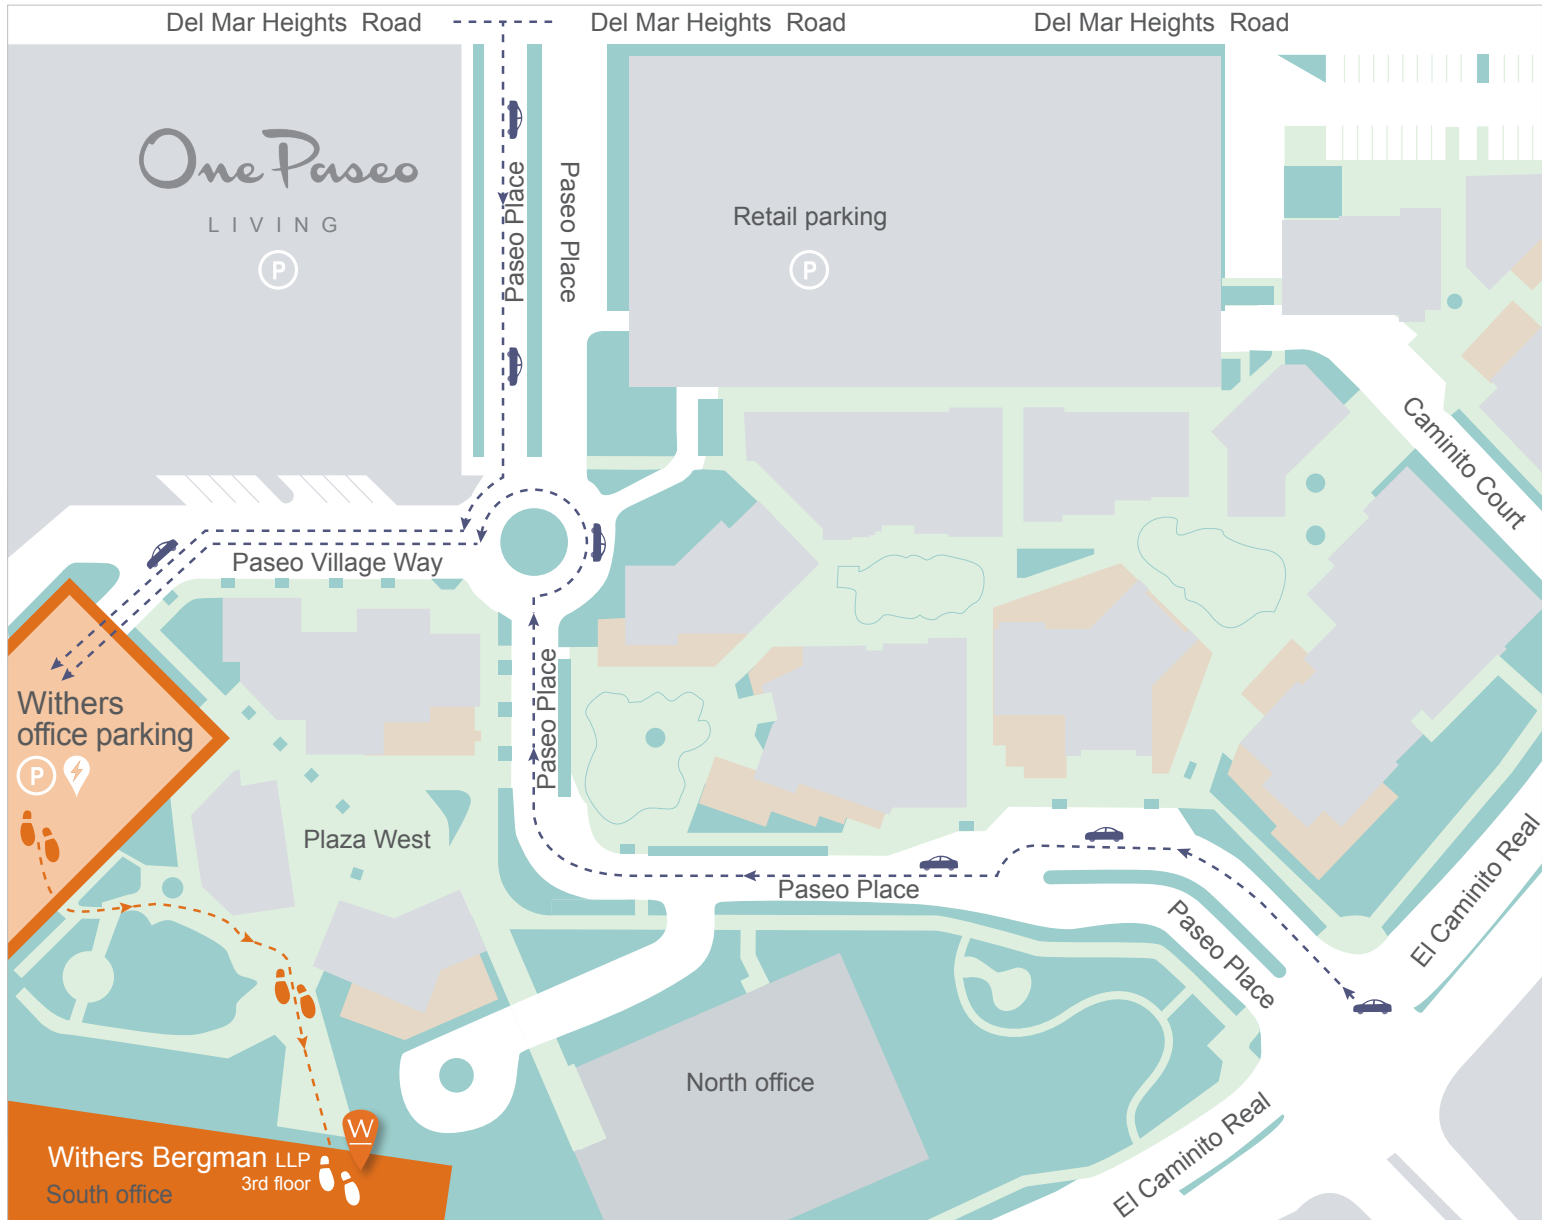 Del Mar Heights Road
Del Mar Heights Road
Del Mar Heights Road
One Paseo
LIVING
P
Paseo Place
Paseo Place
Retail parking
P
Caminito Court
Paseo Village Way
Withers
office parking
P
Paseo Place
Plaza West
Paseo Place
Paseo Place
El Caminito Real
North office
El Caminito Real
W
Withers Bergman LLP
3rd floor
South office